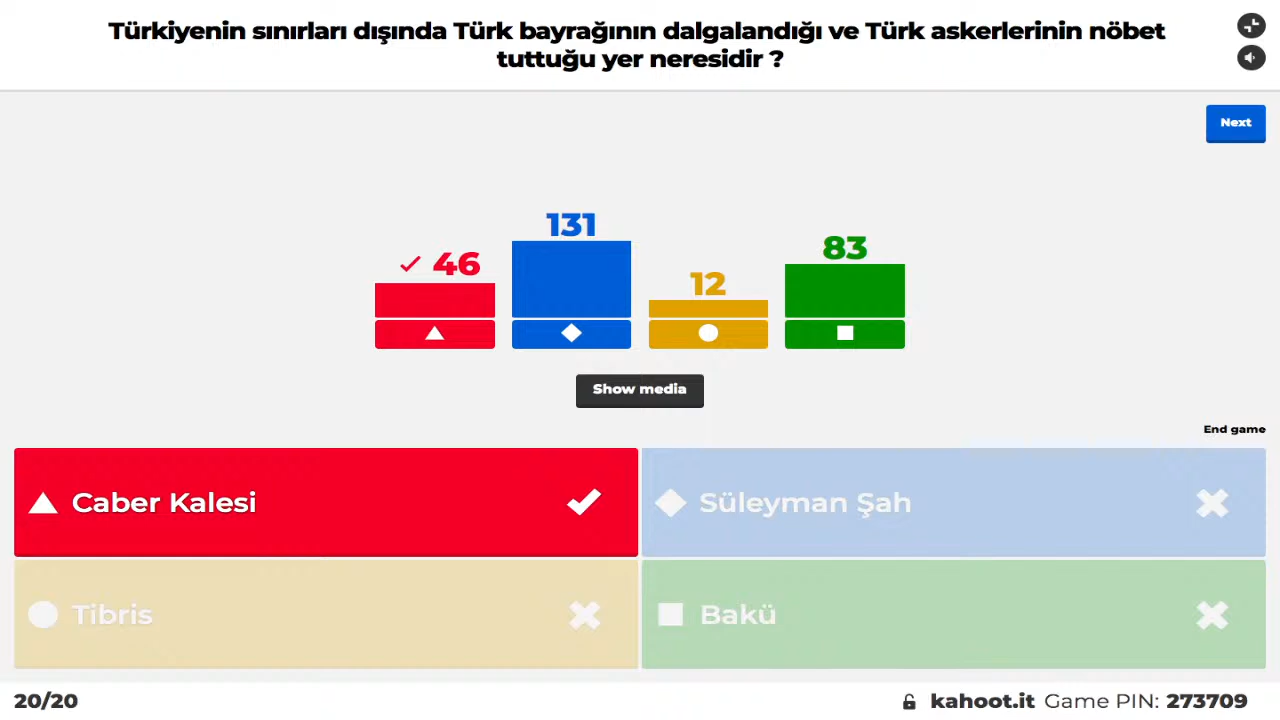 Türkiyenin sınırları dışında Türk bayrağının dalgalandığı ve Türk askerlerinin nöbet
tuttuğu yer neresidir ?
Next
46
131
12
83
Show media
End game
Caber Kalesi
Süleyman Şah
Tibris
Bakü
20/20
kahoot.it Game PIN: 273709